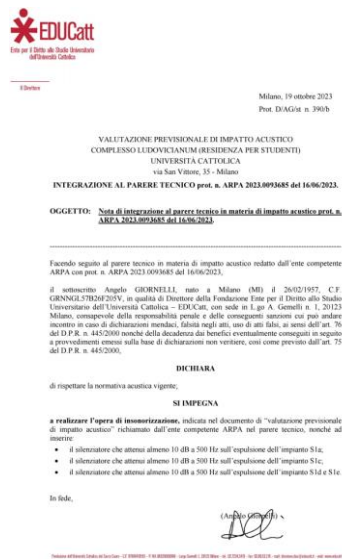 EDUCatt
Ente per il Diritto allo Studio Universitario
dell'Università Cattolica
Il Direttore
Milano, 19 ottobre 2023
Prot. D/AG/st n. 390/b
VALUTAZIONE PREVISIONALE DI IMPATTO ACUSTICO
COMPLESSO LUDOVICIANUM (RESIDENZA PER STUDENTI)
UNIVERSITÀ CATTOLICA
via San Vittore, 35 - Milano
INTEGRAZIONE AL PARERE TECNICO prot. n. ARPA 2023.0093685 del 16/06/2023.
OGGETTO: Nota di integrazione al parere tecnico in materia di impatto acustico prot. n.
ARPA 2023.0093685 del 16/06/2023.
Facendo seguito al parere tecnico in materia di impatto acustico redatto dall'ente competente
ARPA con prot. n. ARPA 2023.0093685 del 16/06/2023,
il sottoscritto Angelo GIORNELLI, nato a Milano (MI) il 26/02/1957, C.F.
GRNNGL57B26F205V, in qualità di Direttore della Fondazione Ente per il Diritto allo Studio
Universitario dell'Università Cattolica – EDUCatt, con sede in L.go A. Gemelli n. 1, 20123
Milano, consapevole della responsabilità penale e delle conseguenti sanzioni cui può andare
incontro in caso di dichiarazioni mendaci, falsità negli atti, uso di atti falsi, ai sensi dell'art. 76
del D.P.R. n. 445/2000 nonché della decadenza dai benefici eventualmente conseguiti in seguito
a provvedimenti emessi sulla base di dichiarazioni non veritiere, così come previsto dall'art. 75
del D.P.R. n. 445/2000,
DICHIARA
di rispettare la normativa acustica vigente;
SI IMPEGNA
a realizzare l'opera di insonorizzazione, indicata nel documento di "valutazione previsionale
di impatto acustico" richiamato dall'ente competente ARPA nel parere tecnico, nonché ad
inserire:
• il silenziatore che attenui almeno 10 dB a 500 Hz sull'espulsione dell'impianto S1a;
• il silenziatore che attenui almeno 10 dB a 500 Hz sull'espulsione dell'impianto S1c;
• il silenziatore che attenui almeno 10 dB a 500 Hz sull'espulsione dell'impianto S1d e S1e.
In fede,
(Angelo Giornelli)